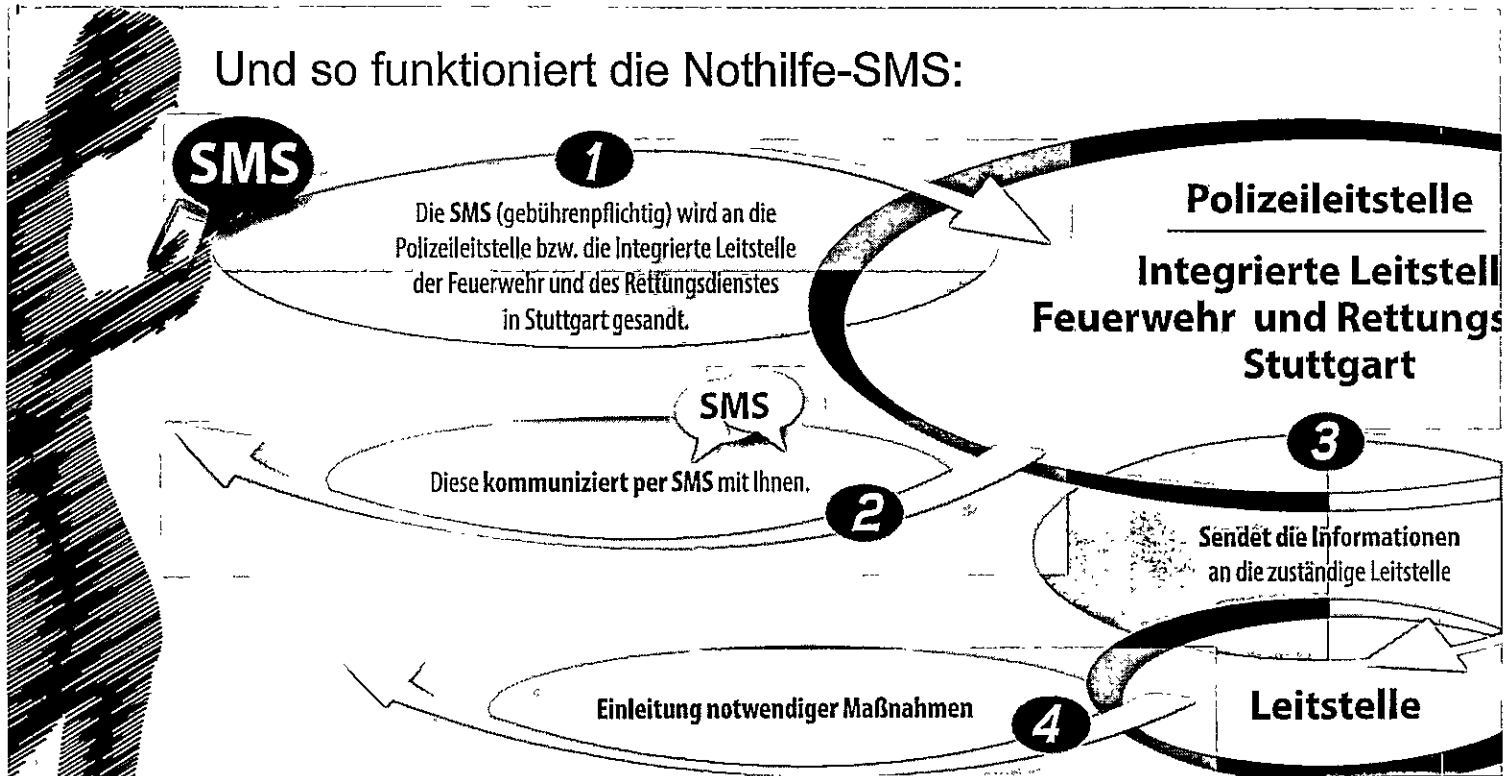 Und so funktioniert die Nothilfe-SMS:
SMS
1
Die SMS (gebührenpflichtig) wird an die
Polizeileitstelle bzw. die Integrierte Leitstelle
der Feuerwehr und des Rettungsdienstes
in Stuttgart gesandt.
Polizeileitstelle
Integrierte Leitstell
Feuerwehr und Rettungs
Stuttgart
SMS
Diese kommuniziert per SMS mit Ihnen.
2
3
Sendet die Informationen
an die zuständige Leitstelle
Einleitung notwendiger Maßnahmen
4
Leitstelle